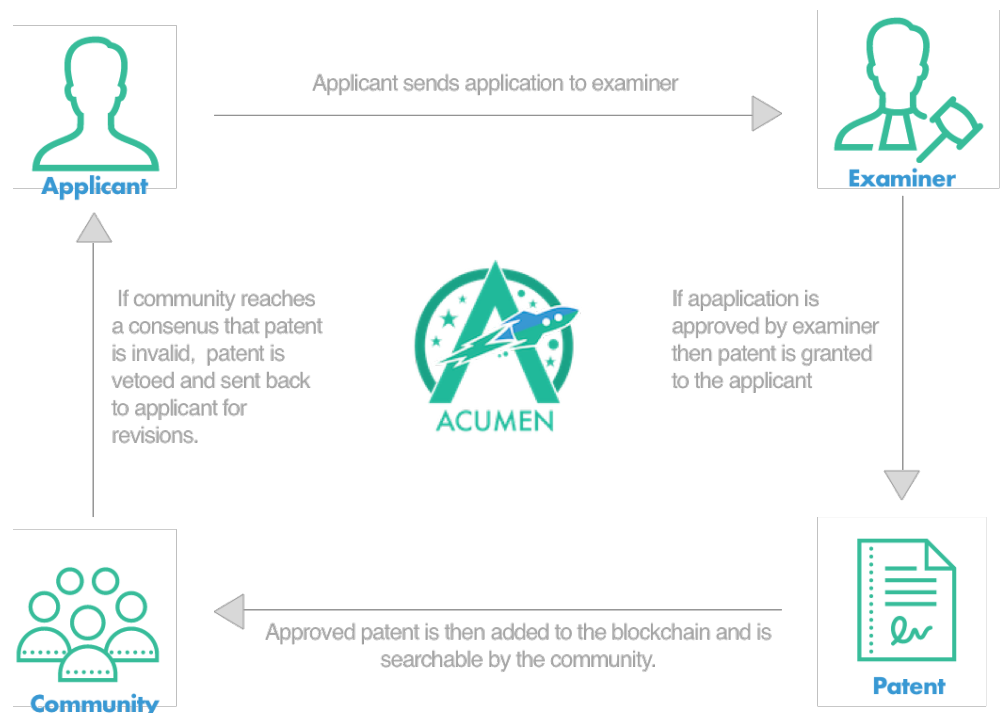 Applicant sends application to examiner
Applicant
Examiner
If community reaches
a consenus that patent
is invalid, patent is
vetoed and sent back
to applicant for
revisions.
ACUMEN
If apaplication is
approved by examiner
then patent is granted
to the applicant
Approved patent is then added to the blockchain and is
searchable by the community.
Community
Patent